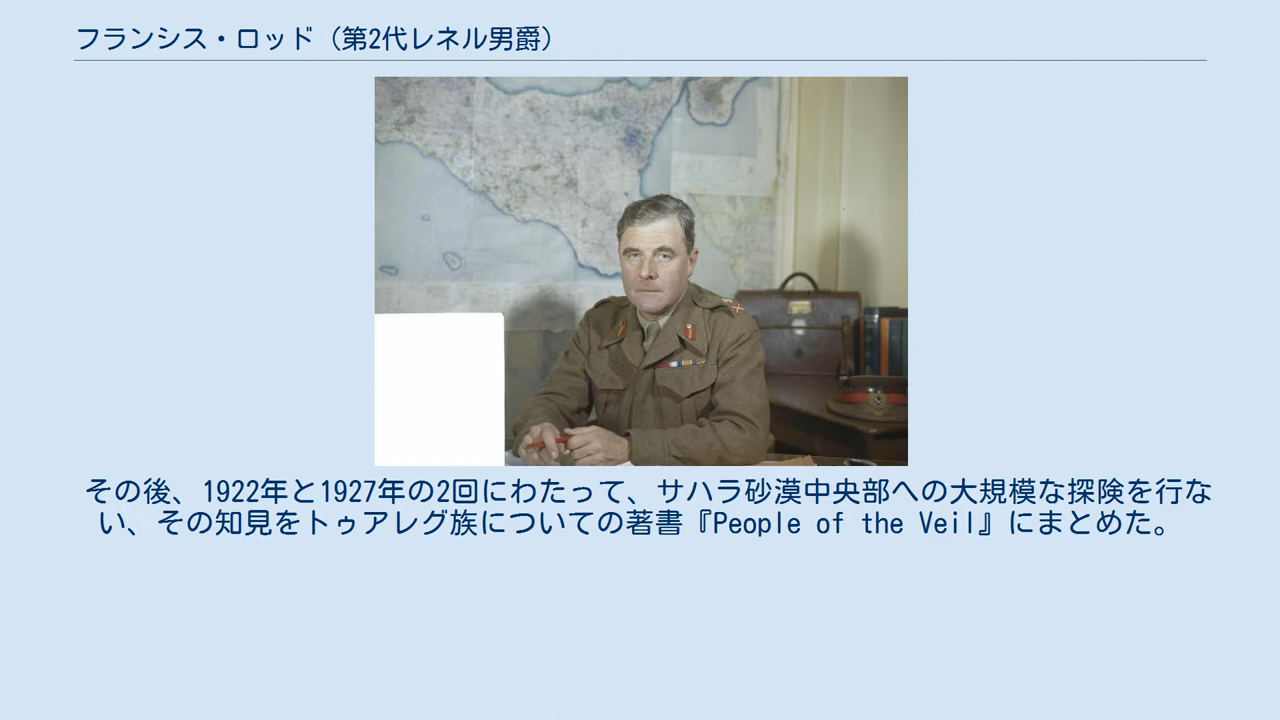 フランシス・ロッド（第2代レネル男爵）
その後、1922年と1927年の2回にわたって、サハラ砂漠中央部への大規模な探険を行な
い、その知見をトゥアレグ族についての著書『People of the Veil』にまとめた。